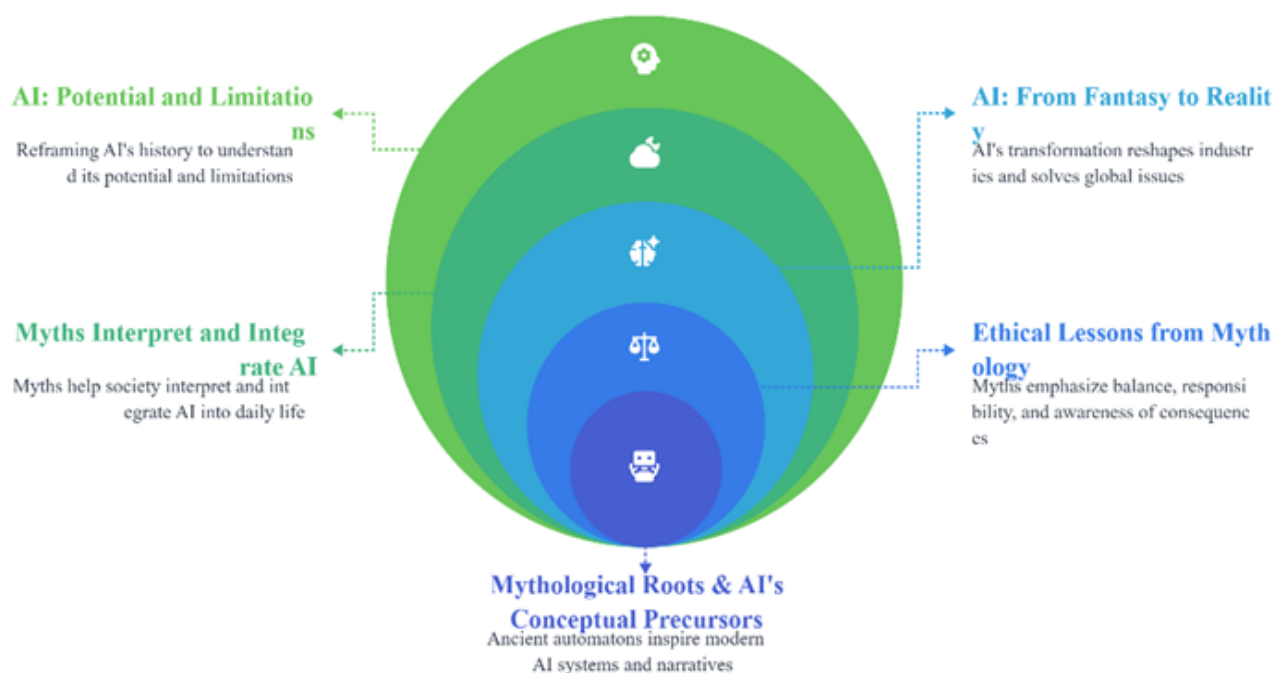 AI: Potential and Limitatio
ns
Reframing AI's history to understan
d its potential and limitations
AI: From Fantasy to Realit
y
AI's transformation reshapes industr
ies and solves global issues
Myths Interpret and Integ
rate AI
Myths help society interpret and int
egrate AI into daily life
Ethical Lessons from Myth
ology
Myths emphasize balance, responsi
bility, and awareness of consequenc
es
Mythological Roots & AI's
Conceptual Precursors
Ancient automatons inspire modern
AI systems and narratives